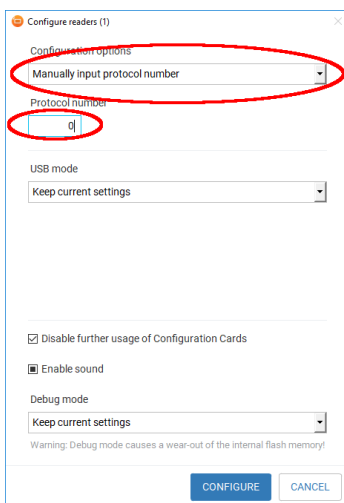 Configure readers (1)
Configuration options
Manually input protocol number
Protocol number
0
USB mode
Keep current settings
Disable further usage of Configuration Cards
Enable sound
Debug mode
Keep current settings
Warning: Debug mode causes a wear-out of the internal flash memory!
CONFIGURE CANCEL